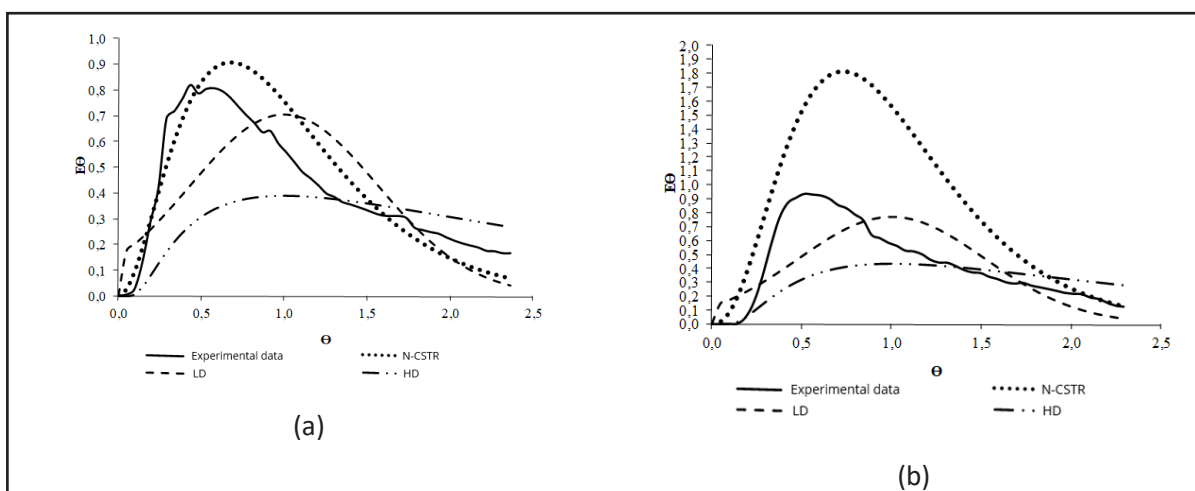 1,0
0,9
0,8
0,7
0,6
0,5
0,4
0,3
0,2
0,1
0,0
EΘ
0,0 0,5 1,0 1,5 2,0 2,5
Θ
Experimental data N-CSTR
LD HD
(a)
2,0
1,9
1,8
1,7
1,6
1,5
1,4
1,3
1,2
1,1
1,0
0,9
0,8
0,7
0,6
0,5
0,4
0,3
0,2
0,1
0,0
EΘ
0,0 0,5 1,0 1,5 2,0 2,5
Θ
Experimental data N-CSTR
LD HD
(b)